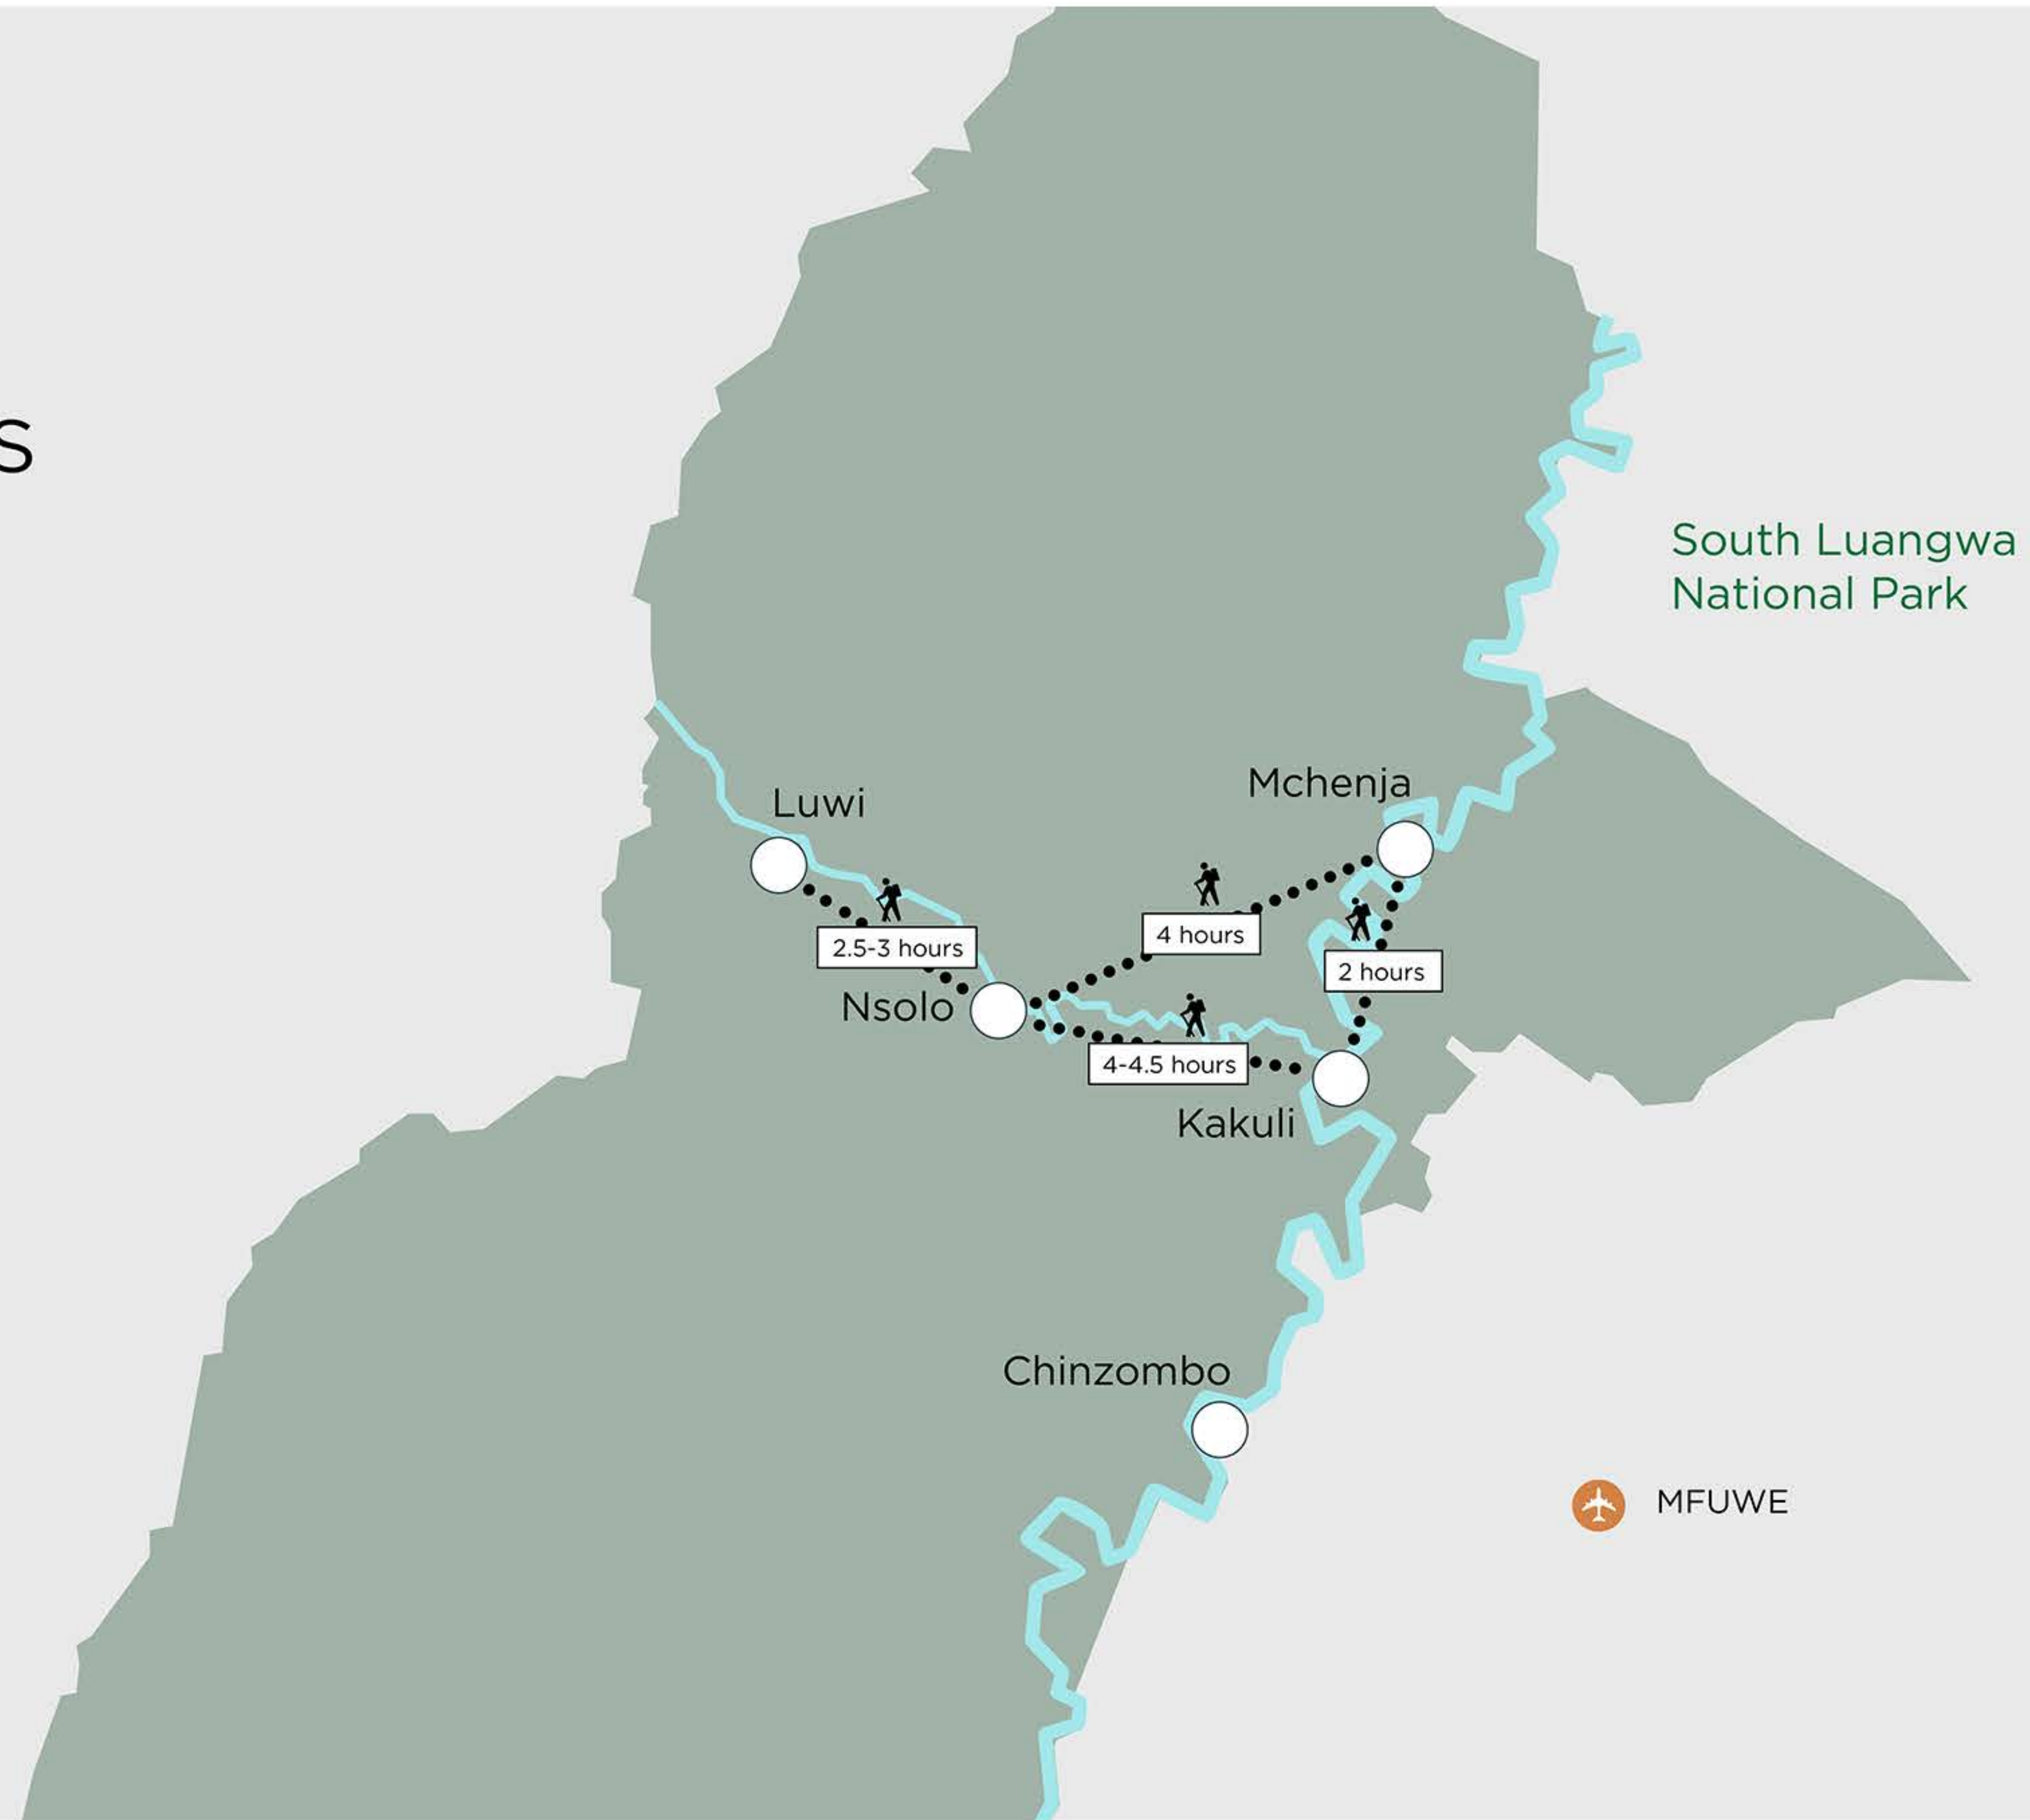 S
South Luangwa
National Park
Mchenja
Luwi
4 hours
2.5-3 hours
2 hours
Nsolo
4-4.5 hours
Kakuli
Chinzombo
MFUWE